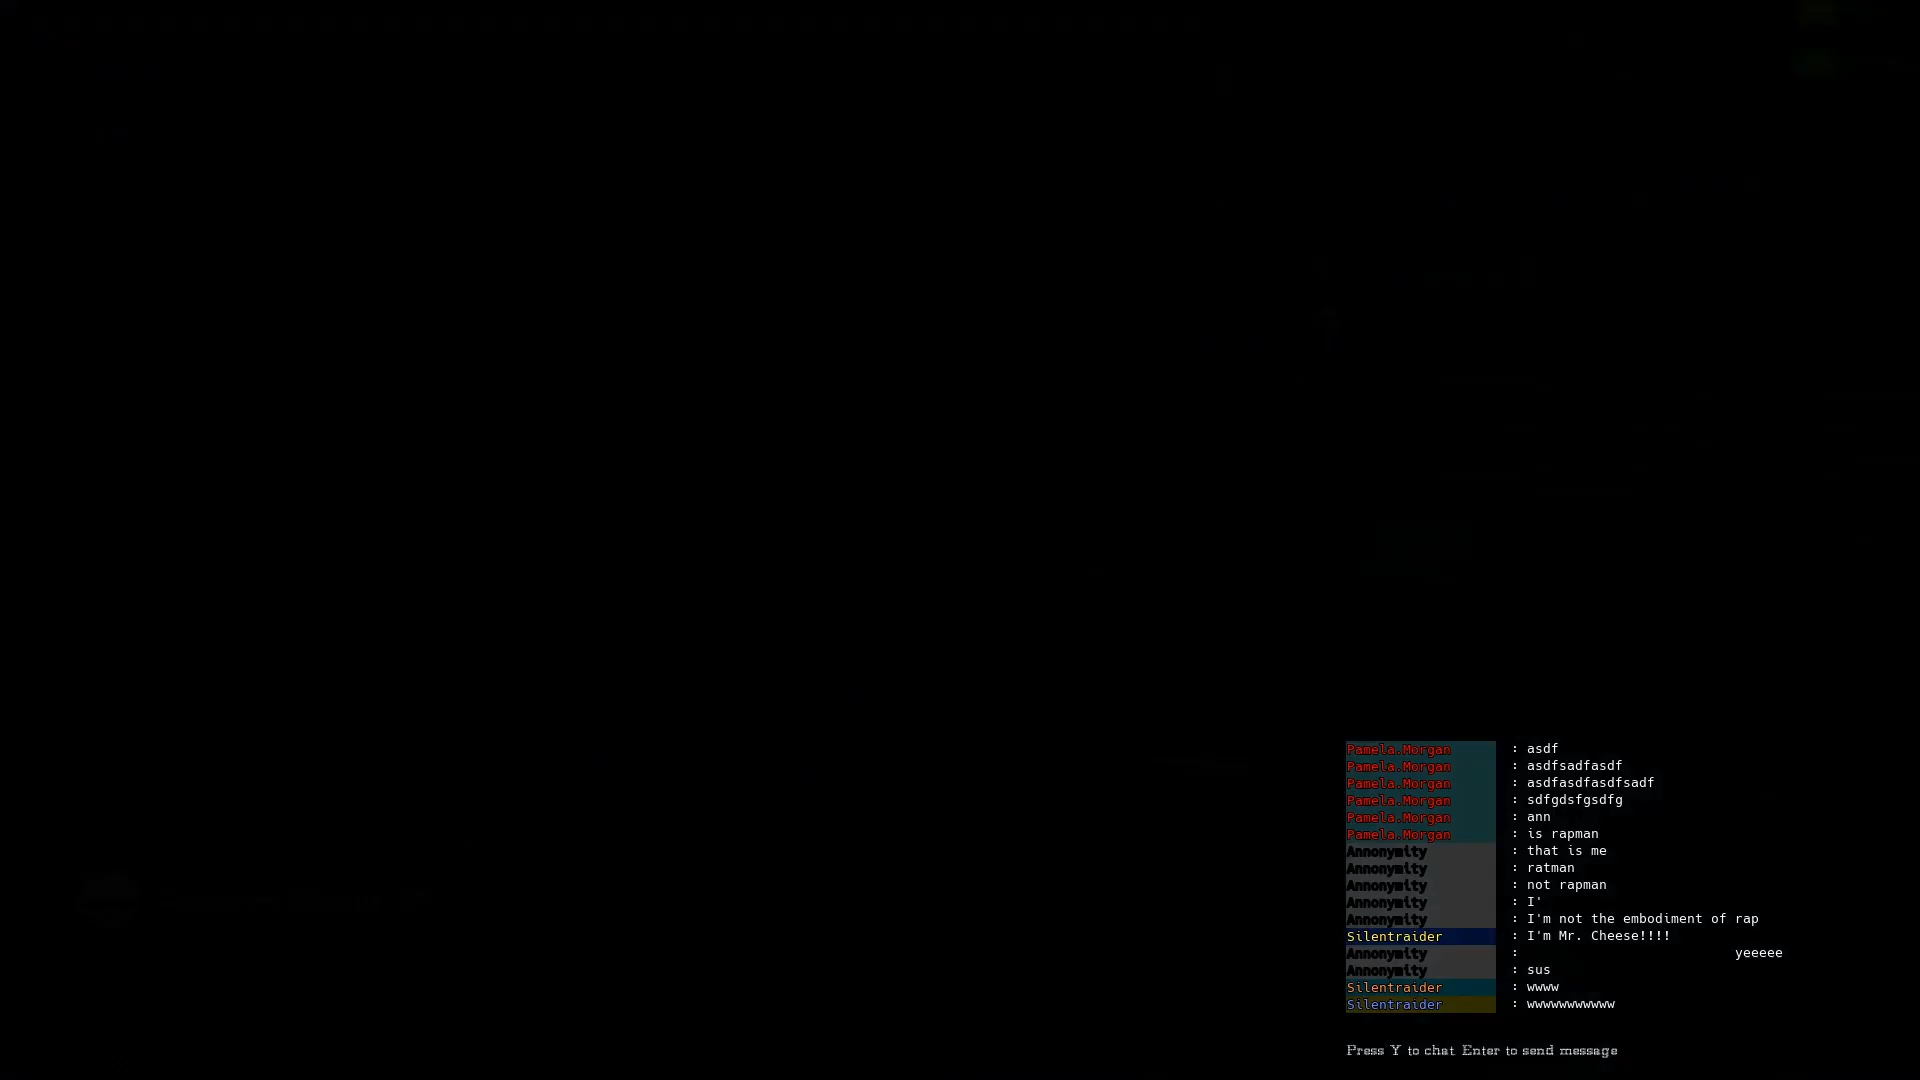 Pamela.Morgan : asdf
Pamela.Morgan : asdfsadfasdf
Pamela.Morgan : asdfasdfasdfsadf
Pamela.Morgan : sdfgdsfgsdfg
Pamela.Morgan : ann
Pamela.Morgan : is rapman
Annonymity : that is me
Annonymity : ratman
Annonymity : not rapman
Annonymity : I'
Annonymity : I'm not the embodiment of rap
Silentraider : I'm Mr. Cheese!!!!
Annonymity : yeeeee
Annonymity : sus
Silentraider : wwww
Silentraider : wwwwwwwwwww
Press Y to chat. Enter to send message